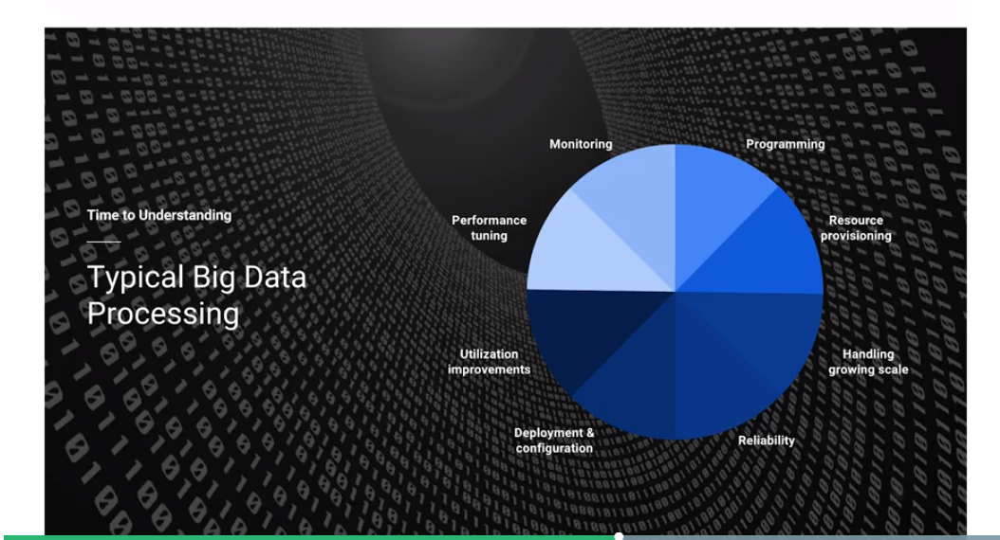 Time to Understanding
Typical Big Data
Processing
Monitoring
Programming
Performance
tuning
Resource
provisioning
Utilization
improvements
Handling
growing scale
Deployment &
configuration
Reliability